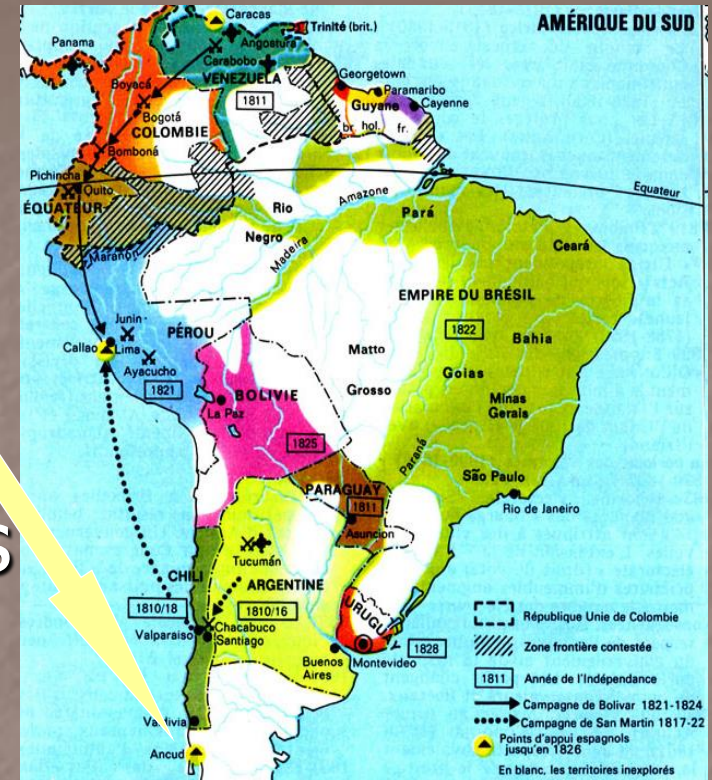 AMÉRIQUE DU SUD
Caracas
Trinité (brit.)
Panama
Angostura
Carabobo
VENEZUELA
1811
Georgetown
Paramaribo
Guyane
Cayenne
br. hol. fr.
Boyacá
Bogotá
COLOMBIE
Bomboná
Pichincha
Quito
ÉQUATEUR
Equateur
Amazone
Rio
Negro
Pará
Madeira
Marañon
Ceará
EMPIRE DU BRÉSIL
1822
Bahia
Junin
PÉROU
Callao
Lima
Ayacucho
1821
Matto
Grosso
Goias
Minas
Gerais
BOLIVIE
La Paz
1825
Paraná
São Paulo
Rio de Janeiro
PARAGUAY
1811
Asuncion
Tucumán
CHILI
ARGENTINE
1810/18
1810/16
Valparaiso
Chacabuco
Santiago
URUGUAY
1828
Buenos
Aires
Montevideo
Valdivia
Ancud
S
République Unie de Colombie
Zone frontière contestée
1811 Année de l'Indépendance
Campagne de Bolivar 1821-1824
Campagne de San Martin 1817-22
Points d'appui espagnols
jusqu'en 1826
En blanc, les territoires inexplorés